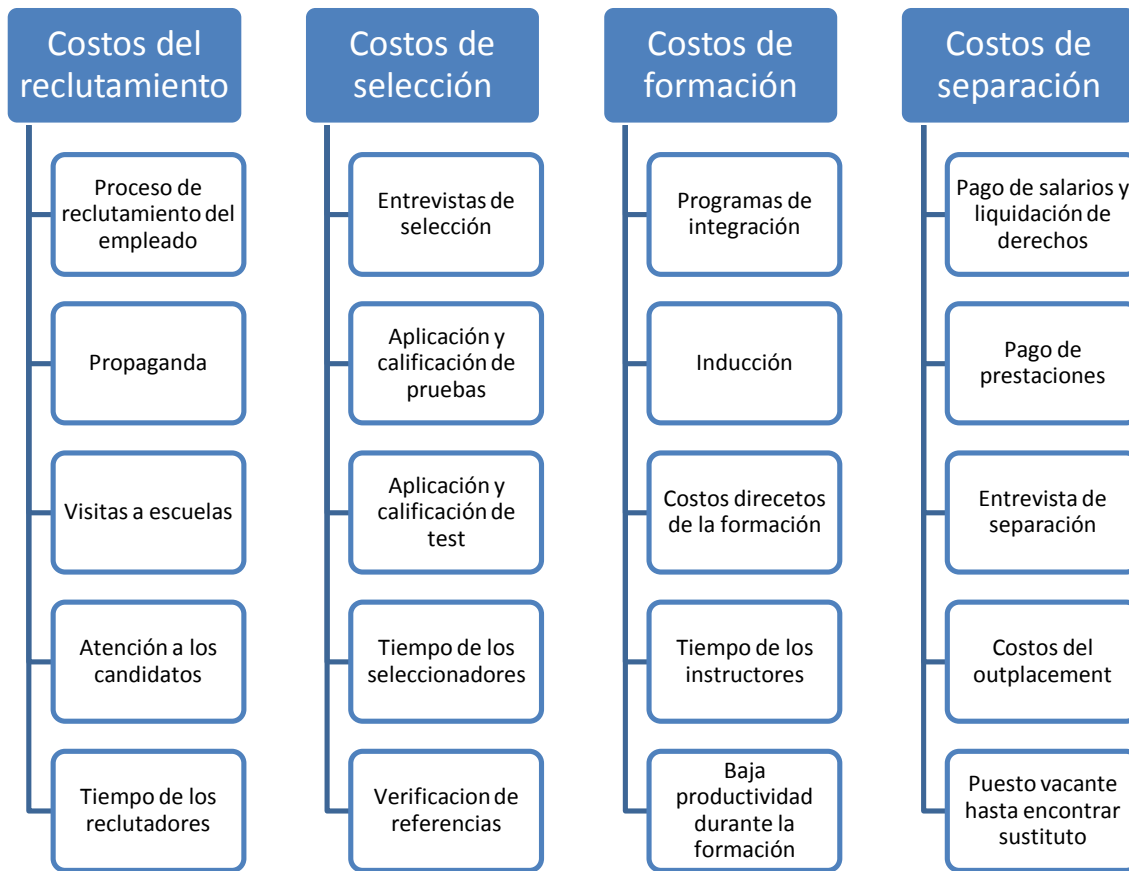 Costos del
reclutamiento
Proceso de
reclutamiento del
empleado
Propaganda
Visitas a escuelas
Atención a los
candidatos
Tiempo de los
reclutadores
Costos de
selección
Entrevistas de
selección
Aplicación y
calificación de
pruebas
Aplicación y
calificación de
test
Tiempo de los
seleccionadores
Verificacion de
referencias
Costos de
formación
Programas de
integración
Inducción
Costos direcetos
de la formación
Tiempo de los
instructores
Baja
productividad
durante la
formación
Costos de
separación
Pago de salarios y
liquidación de
derechos
Pago de
prestaciones
Entrevista de
separación
Costos del
outplacement
Puesto vacante
hasta encontrar
sustituto